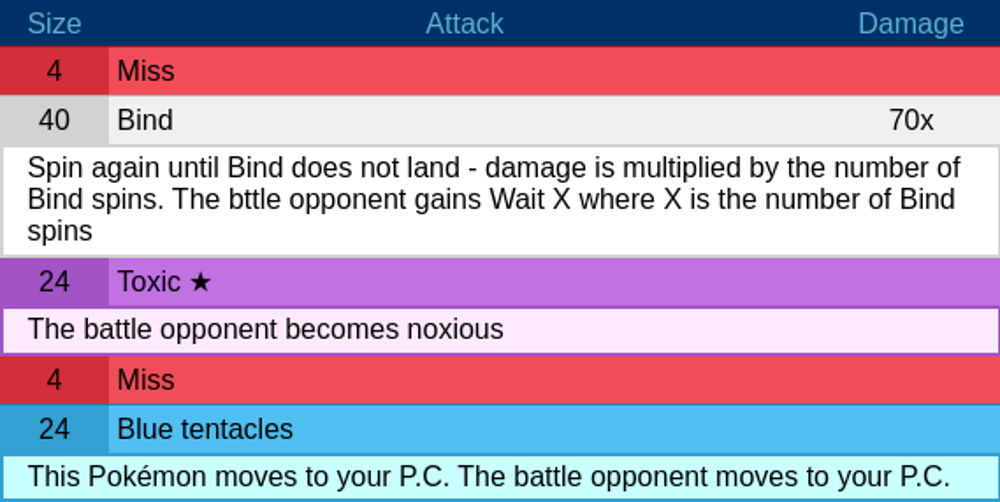 Size Attack Damage
4 Miss
40 Bind 70x
Spin again until Bind does not land - damage is multiplied by the number of
Bind spins. The bttle opponent gains Wait X where X is the number of Bind
spins
24 Toxic ★
The battle opponent becomes noxious
4 Miss
24 Blue tentacles
This Pokémon moves to your P.C. The battle opponent moves to your P.C.